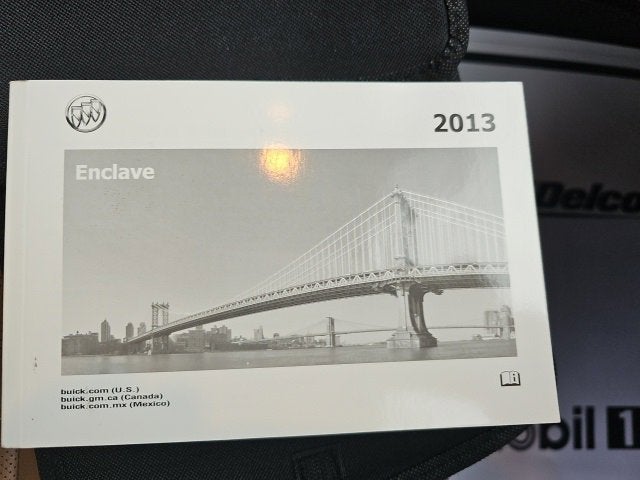 2013
Enclave
Delco
buick.com (U.S.)
buick.gm.ca (Canada)
buick.com.mx (Mexico)
obil 1